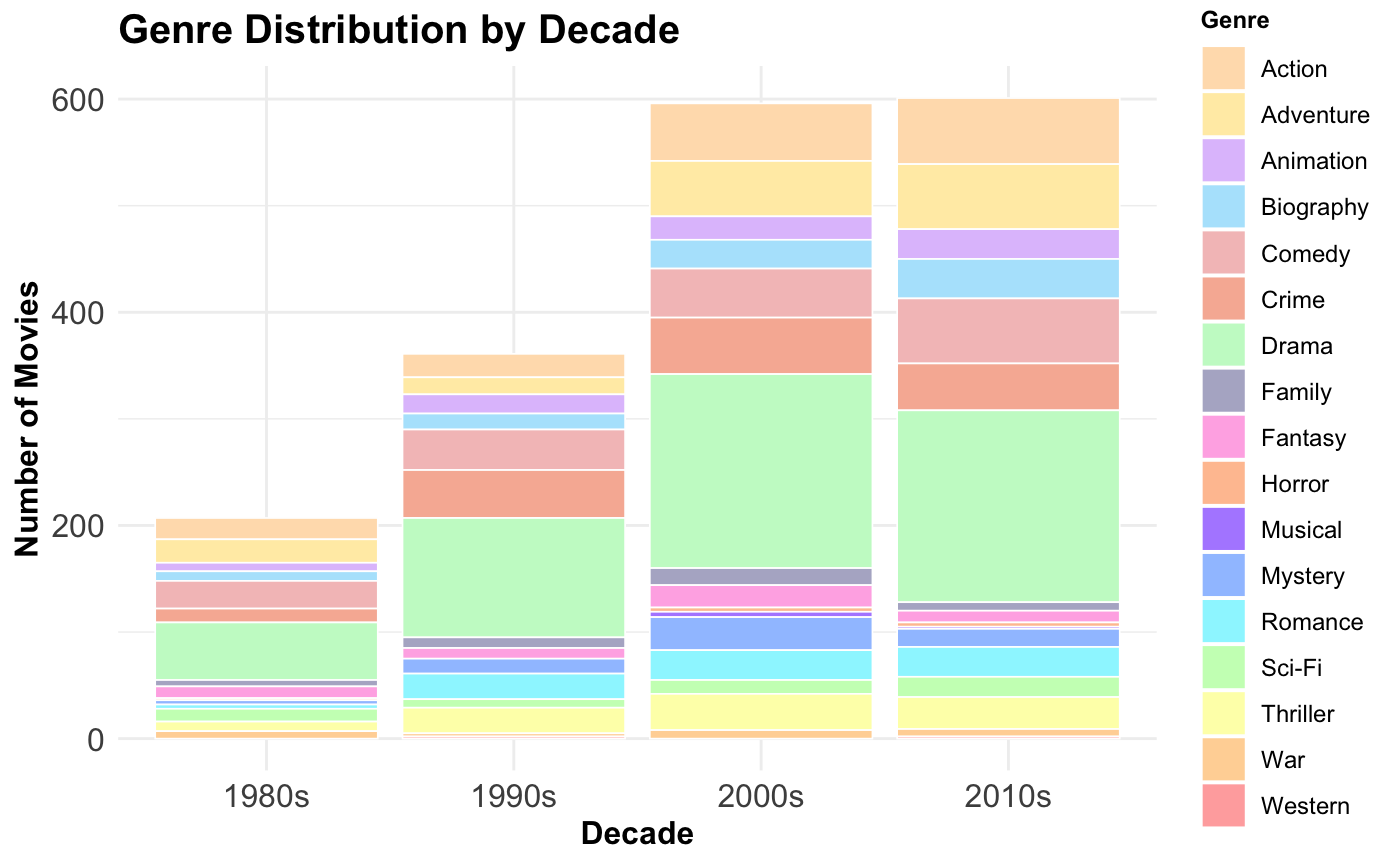 Genre Distribution by Decade
Number of Movies
600
400
200
0
1980s
1990s
2000s
2010s
Decade
Genre
Action
Adventure
Animation
Biography
Comedy
Crime
Drama
Family
Fantasy
Horror
Musical
Mystery
Romance
Sci-Fi
Thriller
War
Western